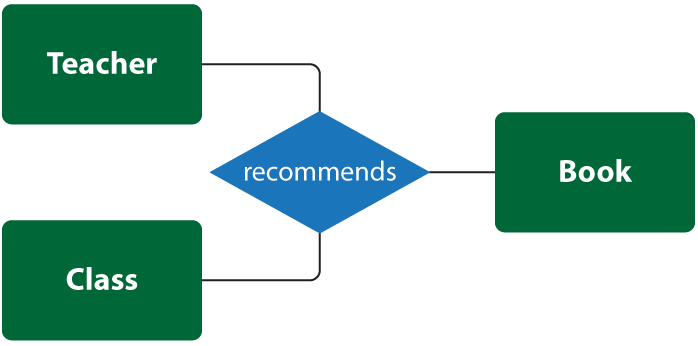 Teacher
recommends
Book
Class